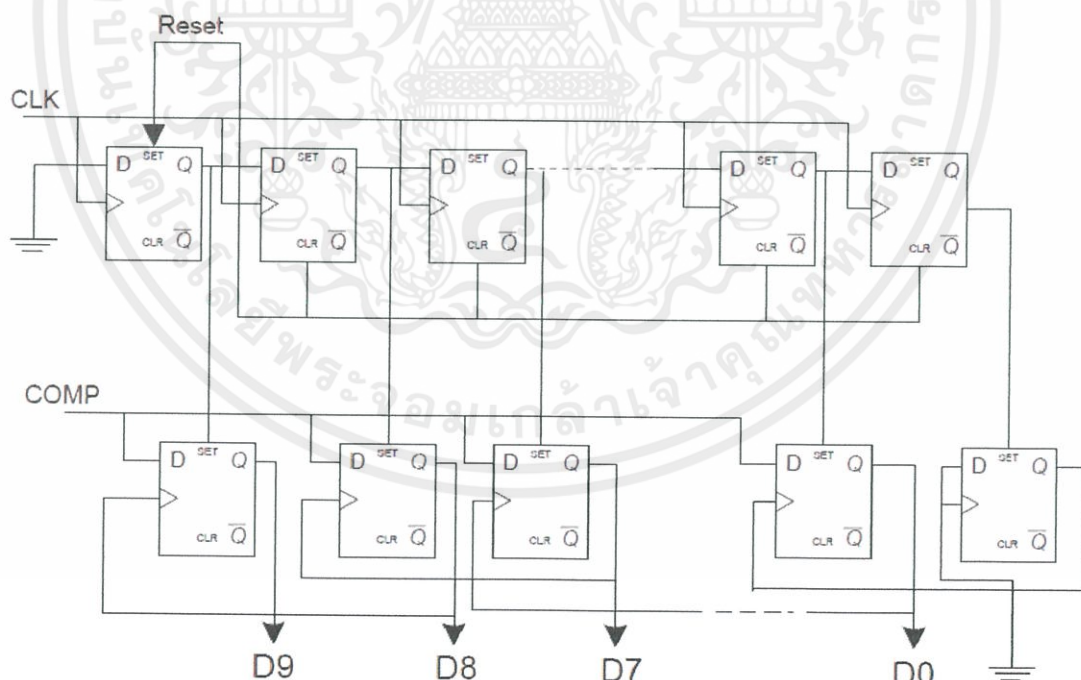 Reset
CLK
D SET Q D SET Q D SET Q D SET Q D SET Q
CLR Q̅ CLR Q̅ CLR Q̅ CLR Q̅ CLR Q̅
COMP
D SET Q D SET Q D SET Q D SET Q D SET Q
CLR Q̅ CLR Q̅ CLR Q̅ CLR Q̅ CLR Q̅
D9 D8 D7 D0